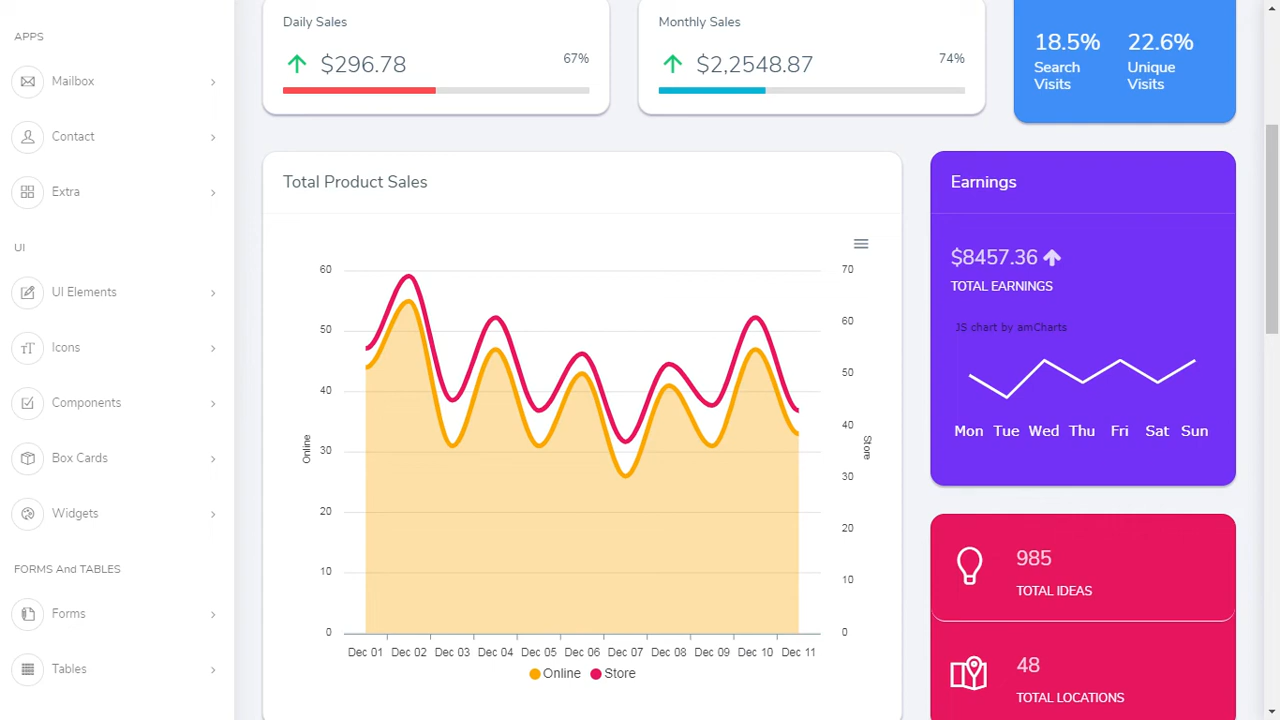 APPS
Mailbox
Contact
Extra
UI
UI Elements
Icons
Components
Box Cards
Widgets
FORMS And TABLES
Forms
Tables
Daily Sales
$296.78
67%
Monthly Sales
$2,2548.87
74%
18.5% 22.6%
Search Unique
Visits Visits
Total Product Sales
60 70
50 60
40 50
30 40
20 30
10 20
0 10
0
Online
Store
Dec 01 Dec 02 Dec 03 Dec 04 Dec 05 Dec 06 Dec 07 Dec 08 Dec 09 Dec 10 Dec 11
Online Store
Earnings
$8457.36
TOTAL EARNINGS
JS chart by amCharts
Mon Tue Wed Thu Fri Sat Sun
985
TOTAL IDEAS
48
TOTAL LOCATIONS